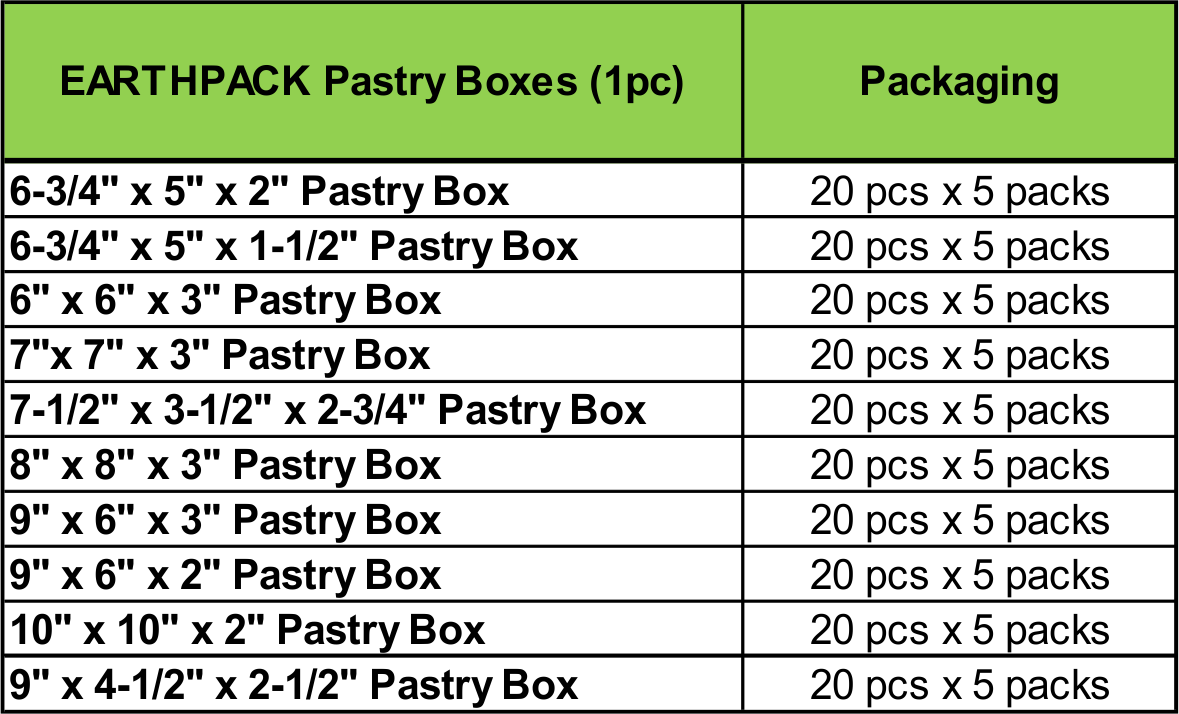 EARTHPACK Pastry Boxes (1pc) Packaging
6-3/4" x 5" x 2" Pastry Box 20 pcs x 5 packs
6-3/4" x 5" x 1-1/2" Pastry Box 20 pcs x 5 packs
6" x 6" x 3" Pastry Box 20 pcs x 5 packs
7"x 7" x 3" Pastry Box 20 pcs x 5 packs
7-1/2" x 3-1/2" x 2-3/4" Pastry Box 20 pcs x 5 packs
8" x 8" x 3" Pastry Box 20 pcs x 5 packs
9" x 6" x 3" Pastry Box 20 pcs x 5 packs
9" x 6" x 2" Pastry Box 20 pcs x 5 packs
10" x 10" x 2" Pastry Box 20 pcs x 5 packs
9" x 4-1/2" x 2-1/2" Pastry Box 20 pcs x 5 packs